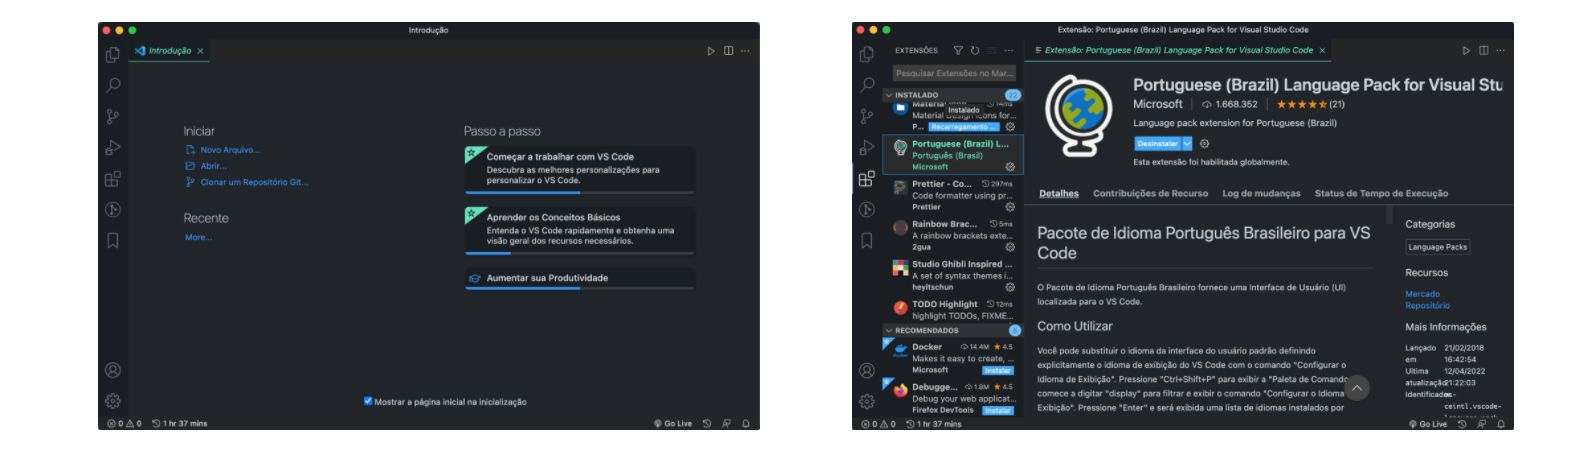 Introdução
Introdução
Iniciar
Novo Arquivo...
Abrir...
Clonar um Repositório Git...
Recente
More...
Passo a passo
Começar a trabalhar com VS Code
Descubra as melhores personalizações para
personalizar o VS Code.
Aprender os Conceitos Básicos
Entenda o VS Code rapidamente e obtenha uma
visão geral dos recursos necessários.
Aumentar sua Produtividade
Mostrar a página inicial na inicialização
0 0 1 hr 37 mins
Go Live
Extensão: Portuguese (Brazil) Language Pack for Visual Studio Code
EXTENSÕES
Extensão: Portuguese (Brazil) Language Pack for Visual Studio Code
Pesquisar Extensões no Mar...
INSTALADO 22
Instalado
Material Design Icons for...
P... Recarregamento ...
Portuguese (Brazil) L...
Português (Brasil)
Microsoft
Prettier - Co... 297ms
Code formatter using pr...
Prettier
Rainbow Brac... 5ms
A rainbow brackets exte...
2gua
Studio Ghibli Inspired ...
A set of syntax themes i...
heyitschun
TODO Highlight 12ms
highlight TODOs, FIXME...
RECOMENDADOS
Docker 14.4M 4.5
Makes it easy to create, ...
Microsoft Instalar
Debugge... 1.8M 4.5
Debug your web applicat...
Firefox DevTools Instalar
Portuguese (Brazil) Language Pack for Visual Stu
Microsoft 1.668.352 (21)
Language pack extension for Portuguese (Brazil)
Desinstalar
Esta extensão foi habilitada globalmente.
Detalhes Contribuições de Recurso Log de mudanças Status de Tempo de Execução
Pacote de Idioma Português Brasileiro para VS
Code
O Pacote de Idioma Português Brasileiro fornece uma Interface de Usuário (UI)
localizada para o VS Code.
Como Utilizar
Você pode substituir o idioma da interface do usuário padrão definindo
explicitamente o idioma de exibição do VS Code com o comando "Configurar o
Idioma de Exibição". Pressione "Ctrl+Shift+P" para exibir a "Paleta de Comando
comece a digitar "display" para filtrar e exibir o comando "Configurar o Idioma
Exibição". Pressione "Enter" e será exibida uma lista de idiomas instalados por
Categorias
Language Packs
Recursos
Mercado
Repositório
Mais Informações
Lançado 21/02/2018
em 16:42:54
Última 12/04/2022
atualização 21:22:03
Identificador ms-
ceintl.vscode-
0 0 1 hr 37 mins
Go Live